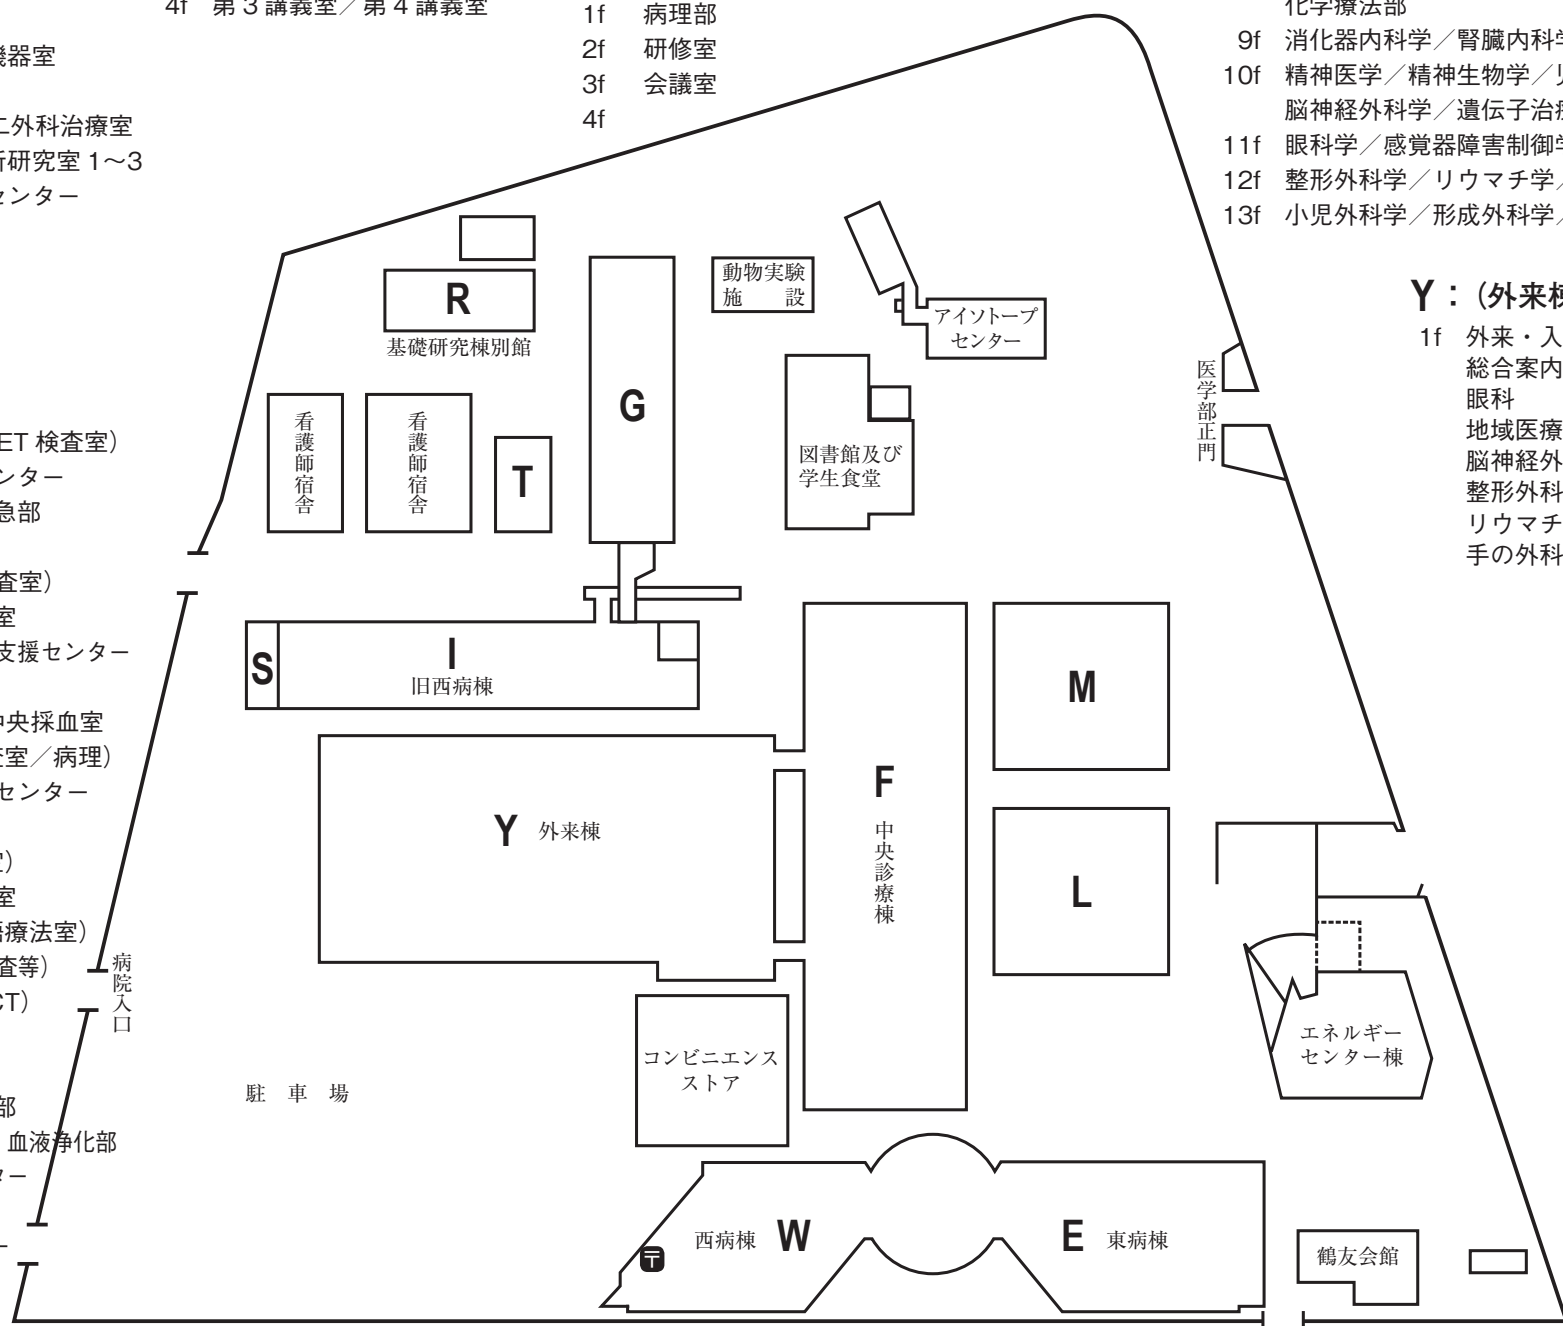 4f 第3講義室／第4講義室
機器室
二外科治療室
研究室 1〜3
センター
ET 検査室）
ンター
急部
査室）
室
支援センター
中央採血室
査室／病理）
センター
室）
室
語療法室）
査等）
CT）
部
血液浄化部
ター
ー
1f 病理部
2f 研修室
3f 会議室
4f
化学療法部
9f 消化器内科学／腎臓内科学
10f 精神医学／精神生物学／児
脳神経外科学／遺伝子治療
11f 眼科学／感覚器障害制御学
12f 整形外科学／リウマチ学／
13f 小児外科学／形成外科学／
Y：（外来棟
1f 外来・入
総合案内
眼科
地域医療
脳神経外
整形外科
リウマチ
手の外科
R
基礎研究棟別館
G
動物実験
施　設
アイソトープ
センター
医学部正門
看護師宿舎
看護師宿舎
T
図書館及び
学生食堂
S
I
旧西病棟
M
F
中央診療棟
Y 外来棟
L
病院入口
駐　車　場
コンビニエンス
ストア
エネルギー
センター棟
西病棟 W
〒
E 東病棟
鶴友会館